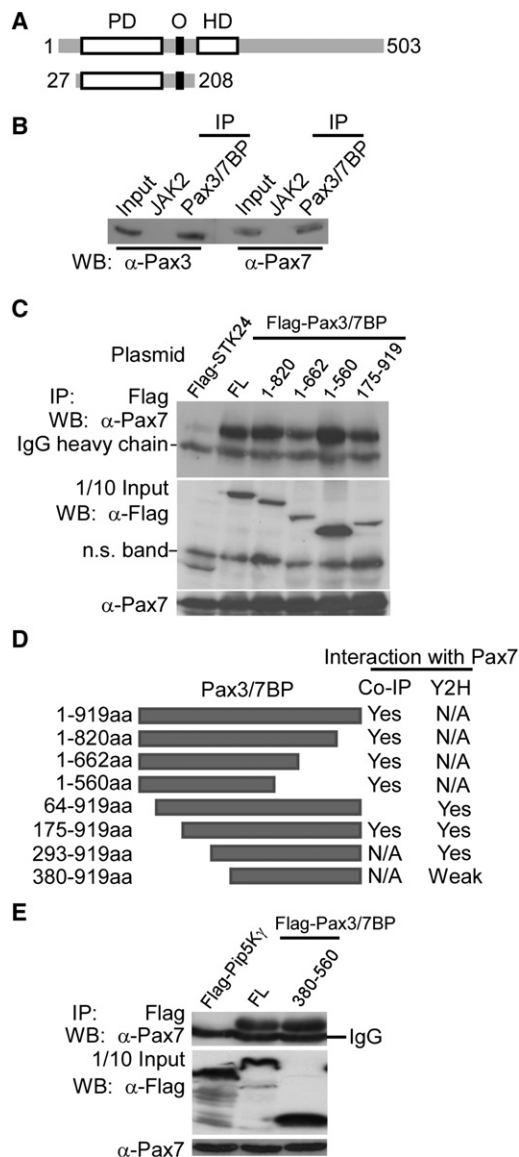 A
PD O HD
1 503
27 208
B
IP IP
Input JAK2 Pax3/7BP Input JAK2 Pax3/7BP
WB: α-Pax3 α-Pax7
C
Flag-Pax3/7BP
Plasmid Flag-STK24 FL 1-820 1-662 1-560 175-919
IP: Flag
WB: α-Pax7
IgG heavy chain
1/10 Input
WB: α-Flag
n.s. band
α-Pax7
D
Interaction with Pax7
Pax3/7BP Co-IP Y2H
1-919aa Yes N/A
1-820aa Yes N/A
1-662aa Yes N/A
1-560aa Yes N/A
64-919aa Yes
175-919aa Yes Yes
293-919aa N/A Yes
380-919aa N/A Weak
E
Flag-Pax3/7BP
Flag-Pip5Kγ FL 380-560
IP: Flag
WB: α-Pax7 IgG
1/10 Input
WB: α-Flag
α-Pax7